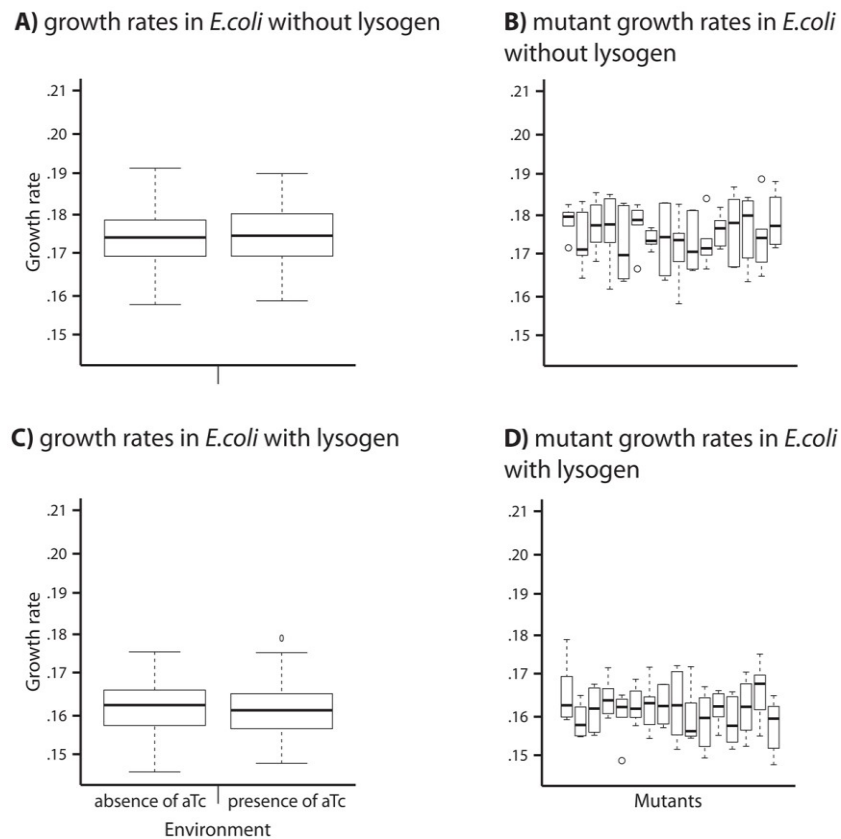 A) growth rates in E.coli without lysogen
B) mutant growth rates in E.coli
without lysogen
.21
.20
.19
.18
.17
.16
.15
Growth rate
.21
.20
.19
.18
.17
.16
.15
C) growth rates in E.coli with lysogen
D) mutant growth rates in E.coli
with lysogen
.21
.20
.19
.18
.17
.16
.15
Growth rate
absence of aTc
presence of aTc
Environment
.21
.20
.19
.18
.17
.16
.15
Mutants